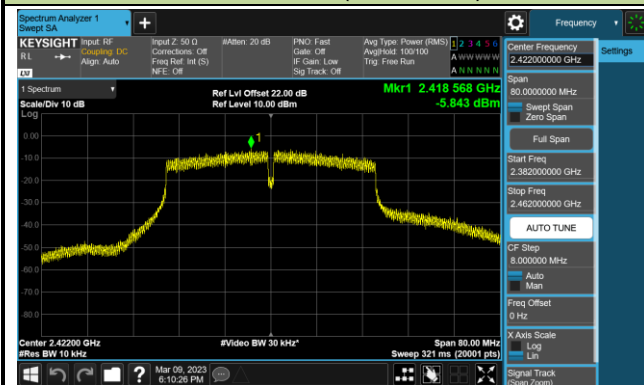 Spectrum Analyzer 1
Swept SA
+
Frequency
KEYSIGHT
RL
LXI
Input: RF
Coupling: DC
Align: Auto
Input Z: 50 Ω
Corrections: Off
Freq Ref: Int (S)
NFE: Off
#Atten: 20 dB
PNO: Fast
Gate: Off
IF Gain: Low
Sig Track: Off
Avg Type: Power (RMS)
Avg|Hold: 100/100
Trig: Free Run
1 2 3 4 5 6
A W W W W W
A N N N N N
Center Frequency
2.422000000 GHz
Settings
Span
80.0000000 MHz
Swept Span
Zero Span
Full Span
Start Freq
2.382000000 GHz
Stop Freq
2.462000000 GHz
AUTO TUNE
CF Step
8.000000 MHz
Auto
Man
Freq Offset
0 Hz
X Axis Scale
Log
Lin
Signal Track
(Span Zoom)
1 Spectrum
Scale/Div 10 dB
Log
Ref Lvl Offset 22.00 dB
Ref Level 10.00 dBm
Mkr1 2.418 568 GHz
-5.843 dBm
1
0.00
-10.0
-20.0
-30.0
-40.0
-50.0
-60.0
-70.0
-80.0
Center 2.42200 GHz
#Res BW 10 kHz
#Video BW 30 kHz*
Span 80.00 MHz
Sweep 321 ms (20001 pts)
?
Mar 09, 2023
6:10:26 PM